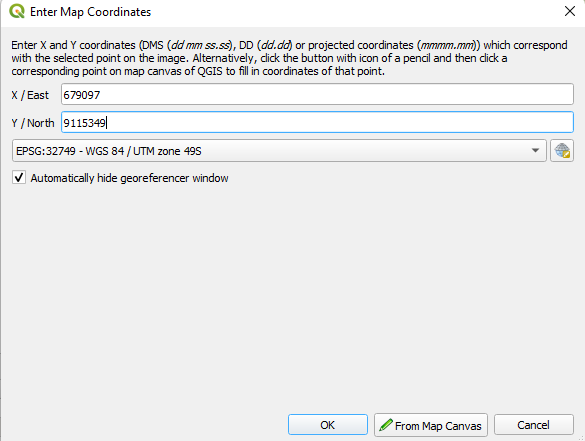 Enter Map Coordinates
Enter X and Y coordinates (DMS (dd mm ss.ss), DD (dd.dd) or projected coordinates (mmmm.mm)) which correspond
with the selected point on the image. Alternatively, click the button with icon of a pencil and then click a
corresponding point on map canvas of QGIS to fill in coordinates of that point.
X / East 679097
Y / North 9115349
EPSG:32749 - WGS 84 / UTM zone 49S
Automatically hide georeferencer window
OK From Map Canvas Cancel